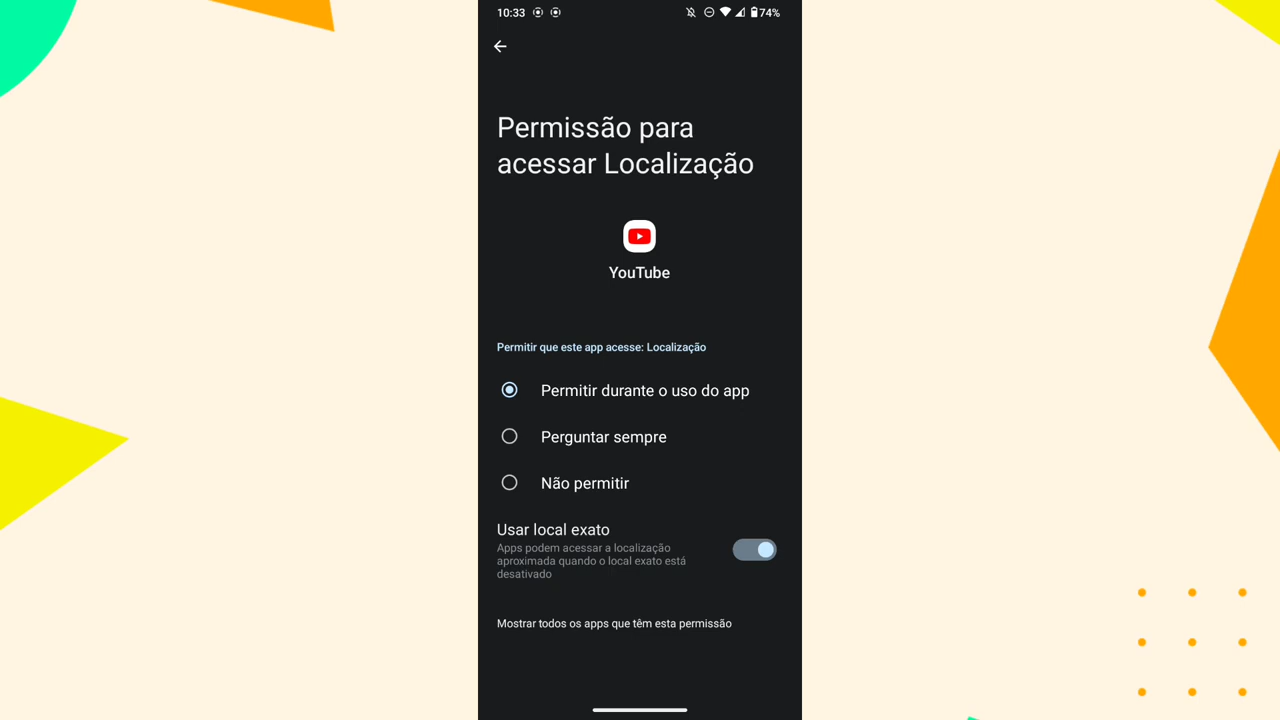 10:33
74%
Permissão para
acessar Localização
YouTube
Permitir que este app acesse: Localização
Permitir durante o uso do app
Perguntar sempre
Não permitir
Usar local exato
Apps podem acessar a localização
aproximada quando o local exato está
desativado
Mostrar todos os apps que têm esta permissão